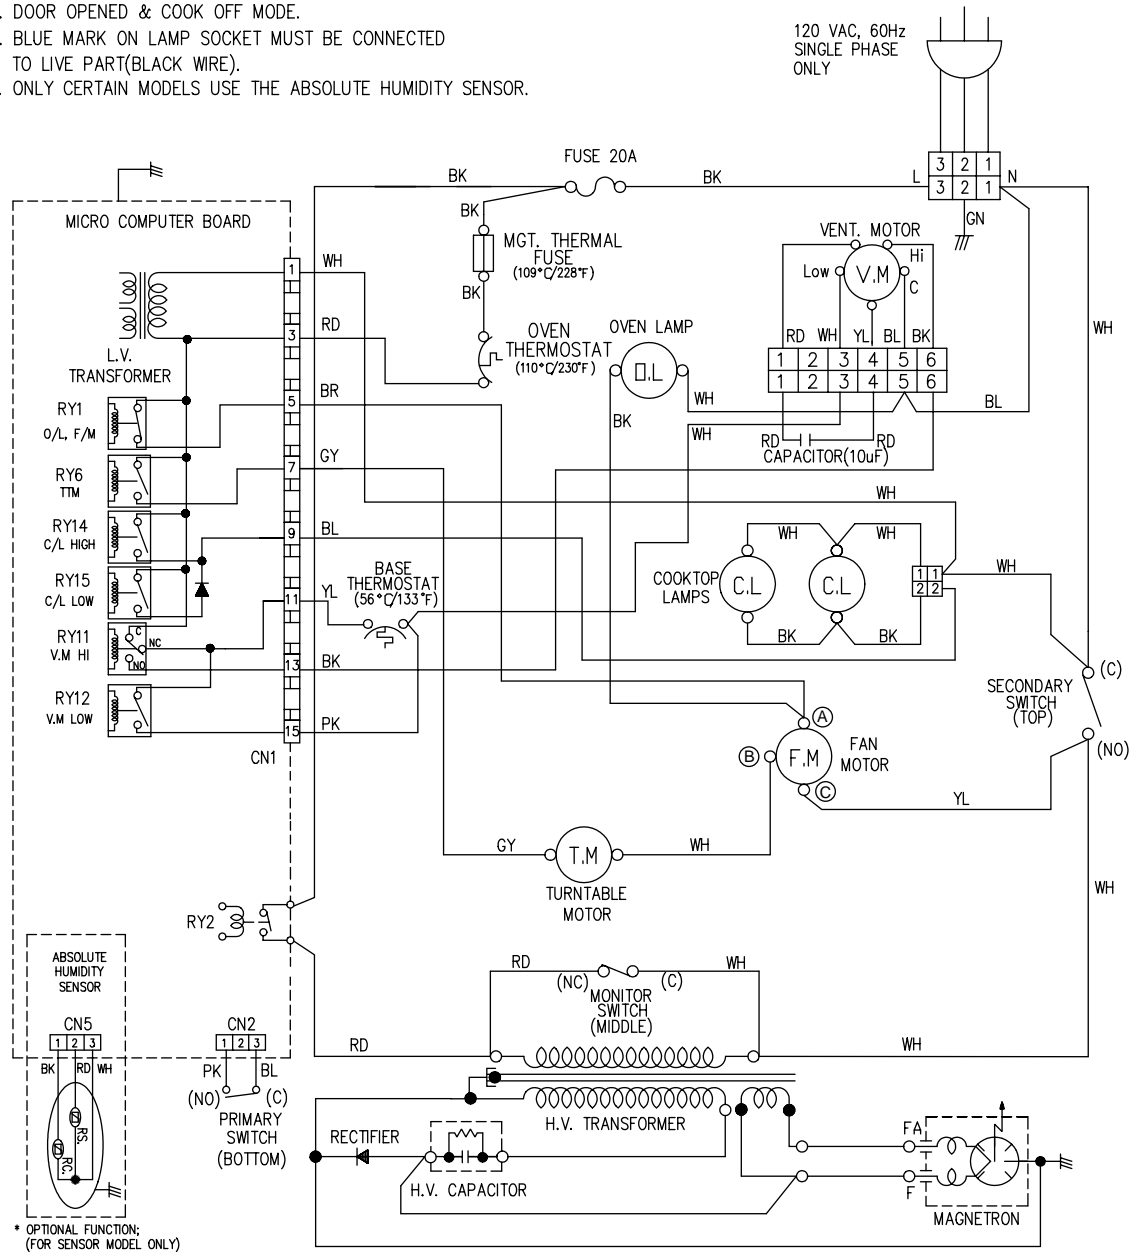 . DOOR OPENED & COOK OFF MODE.
. BLUE MARK ON LAMP SOCKET MUST BE CONNECTED
TO LIVE PART(BLACK WIRE).
. ONLY CERTAIN MODELS USE THE ABSOLUTE HUMIDITY SENSOR.
120 VAC, 60Hz
SINGLE PHASE
ONLY
3 2 1
3 2 1
L
N
GN
FUSE 20A
BK
BK
BK
MGT. THERMAL
FUSE
(109°C/228°F)
BK
OVEN
THERMOSTAT
(110°C/230°F)
MICRO COMPUTER BOARD
L.V.
TRANSFORMER
1
WH
3
RD
5
BR
7
GY
9
BL
11
YL
13
BK
15
PK
CN1
RY1
O/L, F/M
RY6
TTM
RY14
C/L HIGH
RY15
C/L LOW
RY11
V.M HI
C
NC
NO
RY12
V.M LOW
VENT. MOTOR
Low
V.M
Hi
C
RD WH YL BL BK
1 2 3 4 5 6
1 2 3 4 5 6
RD
RD
CAPACITOR(10uF)
OVEN LAMP
O.L
BK
WH
WH
BL
WH
WH
BASE
THERMOSTAT
(56°C/133°F)
COOKTOP
LAMPS
C.L
C.L
WH
WH
BK
BK
1 1
2 2
WH
SECONDARY
SWITCH
(TOP)
(C)
(NO)
A
B
C
F.M
FAN
MOTOR
YL
GY
T.M
WH
TURNTABLE
MOTOR
WH
RY2
ABSOLUTE
HUMIDITY
SENSOR
CN5
1 2 3
BK RD WH
RS.
RC.
* OPTIONAL FUNCTION;
(FOR SENSOR MODEL ONLY)
CN2
1 2 3
PK
BL
(NO)
(C)
PRIMARY
SWITCH
(BOTTOM)
RD
RD
WH
(NC)
(C)
MONITOR
SWITCH
(MIDDLE)
WH
H.V. TRANSFORMER
RECTIFIER
H.V. CAPACITOR
FA
F
MAGNETRON